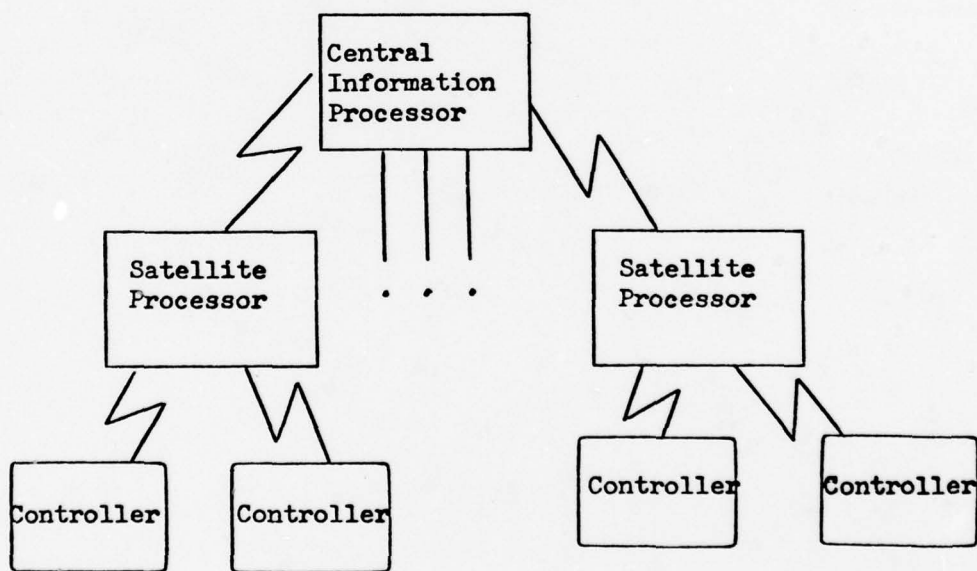 Central
Information
Processor
Satellite
Processor
Satellite
Processor
Controller
Controller
Controller
Controller